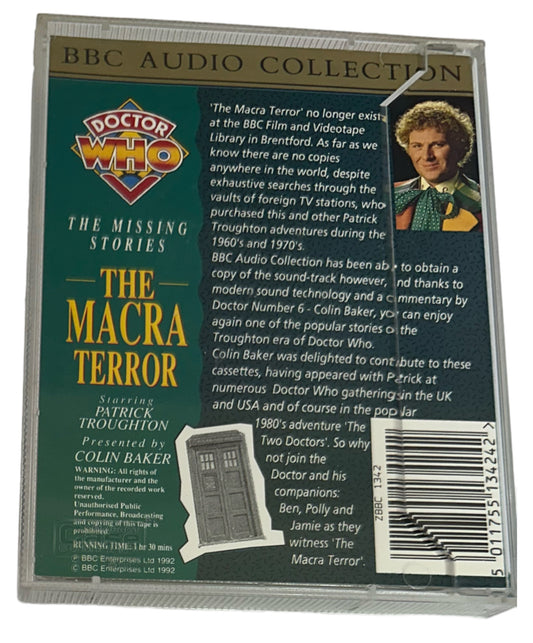 BBC AUDIO COLLECTION
DOCTOR
WHO
THE MISSING
STORIES
THE
MACRA
TERROR
Starring
PATRICK
TROUGHTON
Presented by
COLIN BAKER
WARNING: All rights of
the manufacturer and the
owner of the recorded work
reserved.
Unauthorised Public
Performance, Broadcasting
and copying of this tape is
prohibited.
RUNNING TIME: 1 hr 30 mins
℗ BBC Enterprises Ltd 1992
© BBC Enterprises Ltd 1992
'The Macra Terror' no longer exists
at the BBC Film and Videotape
Library in Brentford. As far as we
know there are no copies
anywhere in the world, despite
exhaustive searches through the
vaults of foreign TV stations, who
purchased this and other Patrick
Troughton adventures during the
1960's and 1970's.
BBC Audio Collection has been able to obtain a
copy of the sound-track however, and thanks to
modern sound technology and a commentary by
Doctor Number 6 - Colin Baker, you can enjoy
again one of the popular stories of the
Troughton era of Doctor Who.
Colin Baker was delighted to contribute to these
cassettes, having appeared with Patrick at
numerous Doctor Who gatherings in the UK
and USA and of course in the popular
1980's adventure 'The
Two Doctors'. So why
not join the
Doctor and his
companions:
Ben, Polly and
Jamie as they
witness 'The
Macra Terror'.
ZBBC 1342
5 011755 134242